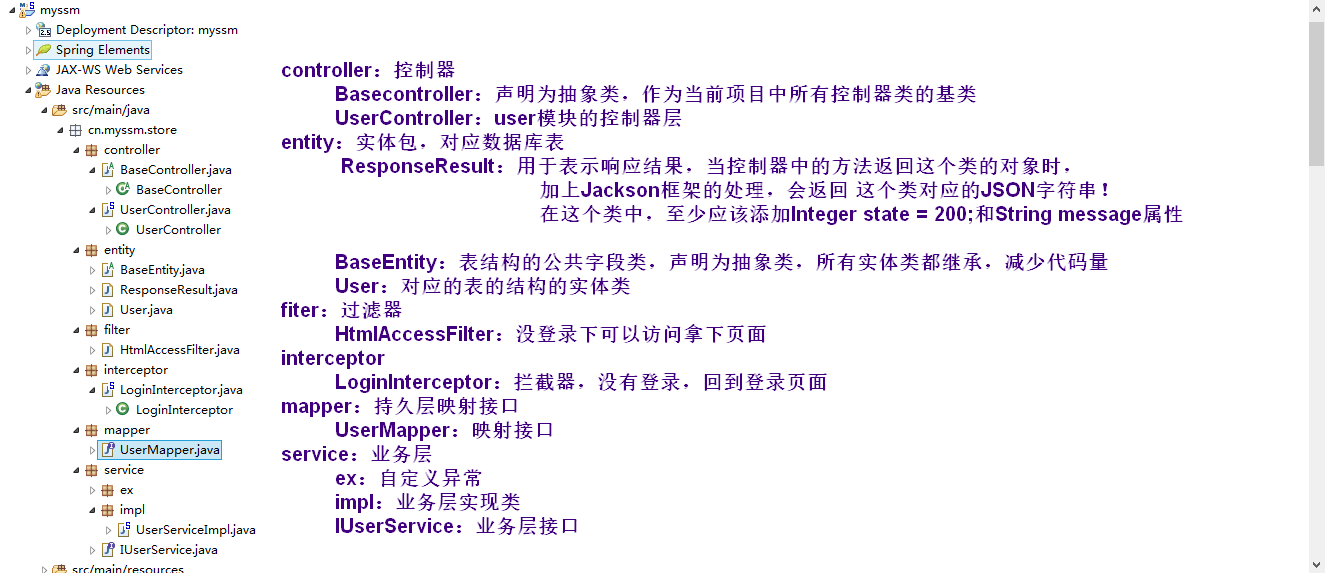 myssm
Deployment Descriptor: myssm
Spring Elements
JAX-WS Web Services
Java Resources
src/main/java
cn.myssm.store
controller
BaseController.java
BaseController
UserController.java
UserController
entity
BaseEntity.java
ResponseResult.java
User.java
filter
HtmlAccessFilter.java
interceptor
LoginInterceptor.java
LoginInterceptor
mapper
UserMapper.java
service
ex
impl
UserServiceImpl.java
IUserService.java
src/main/resources
controller：控制器
Basecontroller：声明为抽象类，作为当前项目中所有控制器类的基类
UserController：user模块的控制器层
entity：实体包，对应数据库表
ResponseResult：用于表示响应结果，当控制器中的方法返回这个类的对象时，
加上Jackson框架的处理，会返回 这个类对应的JSON字符串！
在这个类中，至少应该添加Integer state = 200;和String message属性
BaseEntity：表结构的公共字段类，声明为抽象类，所有实体类都继承，减少代码量
User：对应的表的结构的实体类
fiter：过滤器
HtmlAccessFilter：没登录下可以访问拿下页面
interceptor
LoginInterceptor：拦截器，没有登录，回到登录页面
mapper：持久层映射接口
UserMapper：映射接口
service：业务层
ex：自定义异常
impl：业务层实现类
IUserService：业务层接口